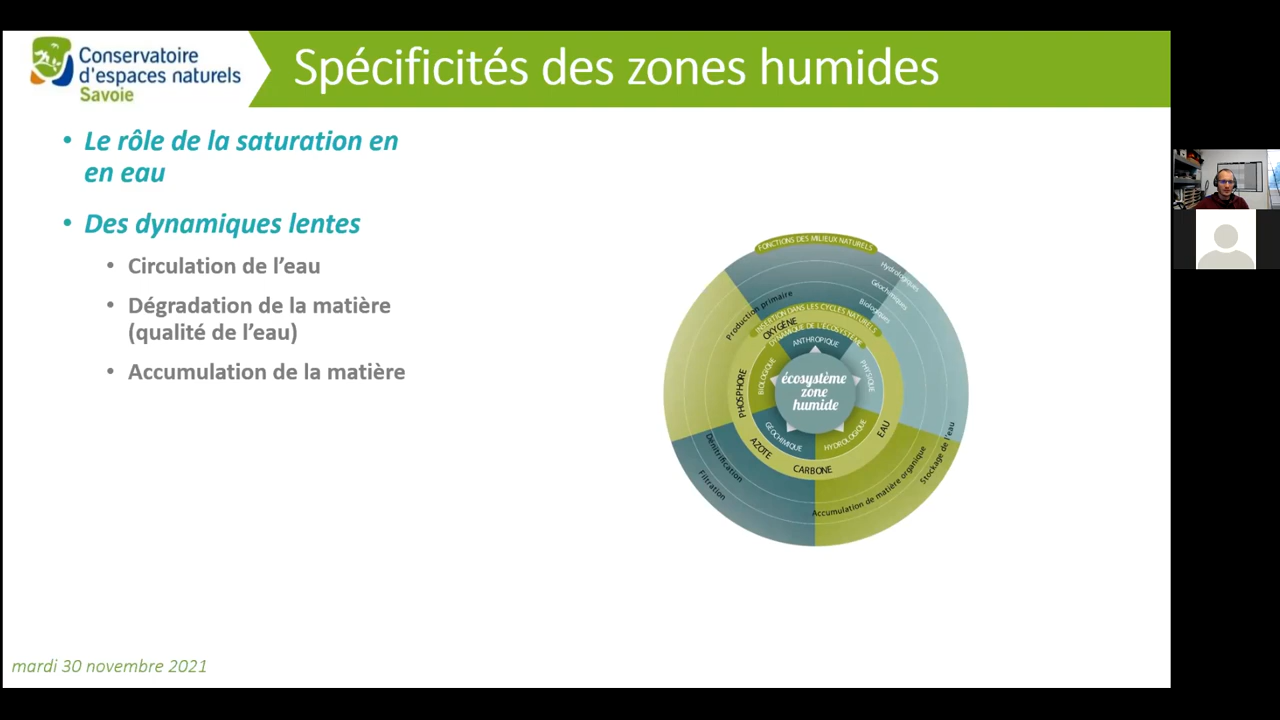 Conservatoire
d'espaces naturels
Savoie
Spécificités des zones humides
• Le rôle de la saturation en
en eau
• Des dynamiques lentes
• Circulation de l'eau
• Dégradation de la matière
(qualité de l'eau)
• Accumulation de la matière
FONCTIONS DES MILIEUX NATURELS
Hydrologiques
Géochimiques
Biologiques
Production primaire
INSERTION DANS LES CYCLES NATURELS
OXYGÈNE
DYNAMIQUE DE L'ÉCOSYSTÈME
ANTHROPIQUE
BIOLOGIQUE
PHYSIQUE
PHOSPHORE
écosystème
zone
humide
GÉOCHIMIQUE
HYDROLOGIQUE
EAU
AZOTE
CARBONE
Dénitrification
Filtration
Accumulation de matière organique
Stockage de l'eau
mardi 30 novembre 2021